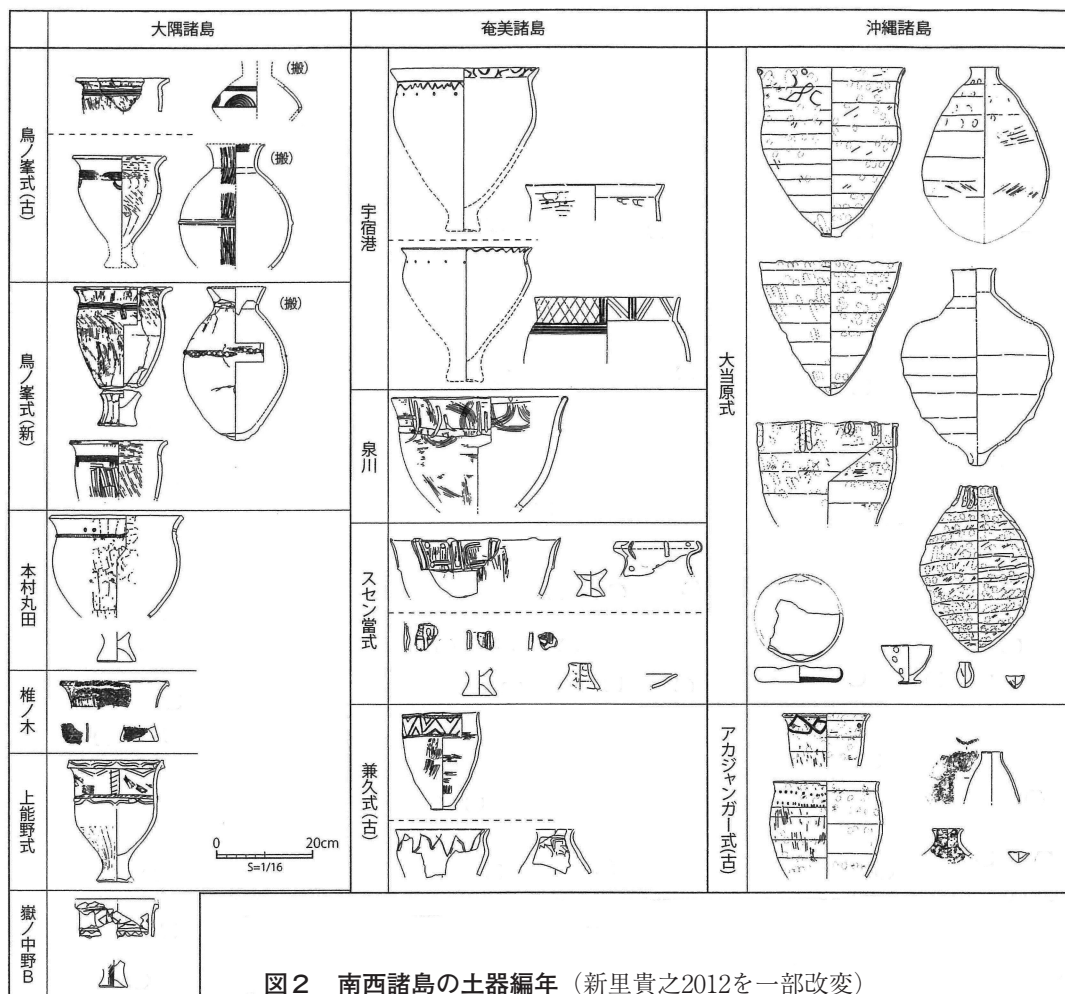 大隅諸島
奄美諸島
沖縄諸島
鳥ノ峯式(古)
(搬)
(搬)
鳥ノ峯式(新)
(搬)
本村丸田
椎ノ木
上能野式
0 20cm
S=1/16
嶽ノ中野B
宇宿港
泉川
スセン當式
兼久式(古)
大当原式
アカジャンガー式(古)
図2 南西諸島の土器編年(新里貴之2012を一部改変)